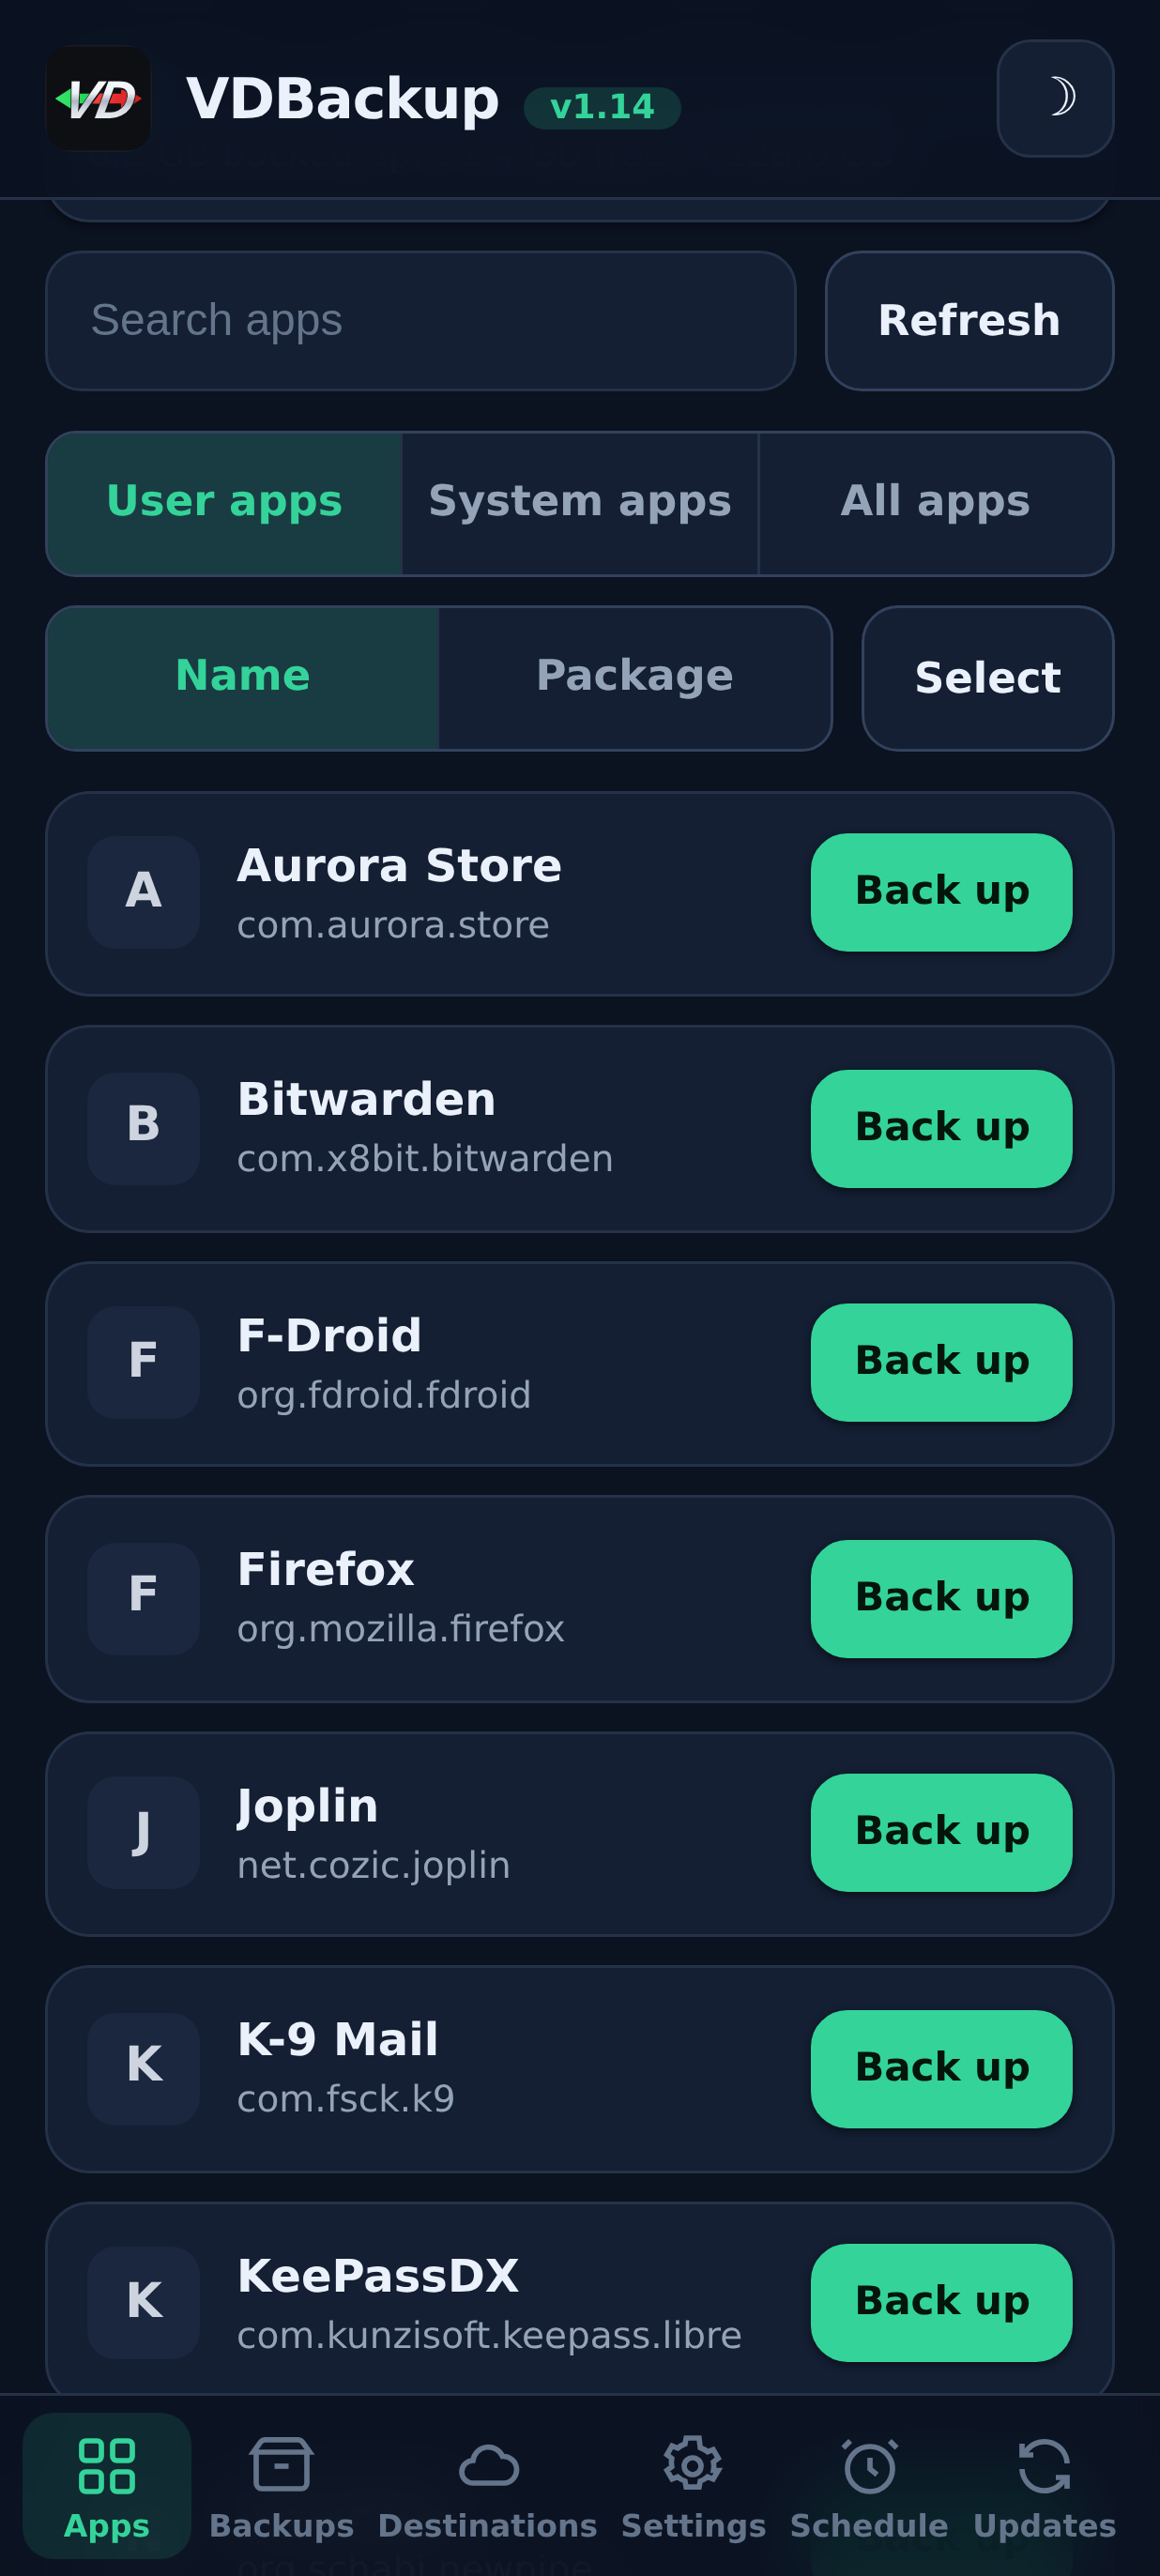 VD VDBackup v1.14
Search apps Refresh
User apps System apps All apps
Name Package Select
A Aurora Store Back up
com.aurora.store
B Bitwarden Back up
com.x8bit.bitwarden
F F-Droid Back up
org.fdroid.fdroid
F Firefox Back up
org.mozilla.firefox
J Joplin Back up
net.cozic.joplin
K K-9 Mail Back up
com.fsck.k9
K KeePassDX Back up
com.kunzisoft.keepass.libre
Apps Backups Destinations Settings Schedule Updates
org.schabi.newpipe